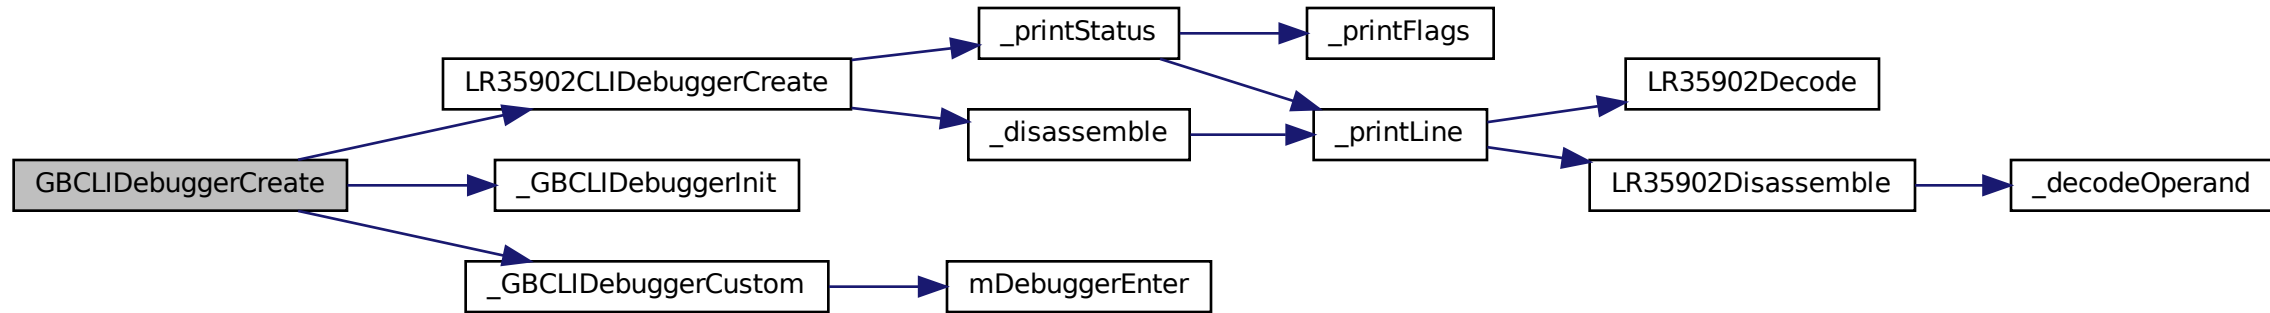 GBCLIDebuggerCreate
LR35902CLIDebuggerCreate
_GBCLIDebuggerInit
_GBCLIDebuggerCustom
_printStatus
_disassemble
mDebuggerEnter
_printFlags
_printLine
LR35902Decode
LR35902Disassemble
_decodeOperand